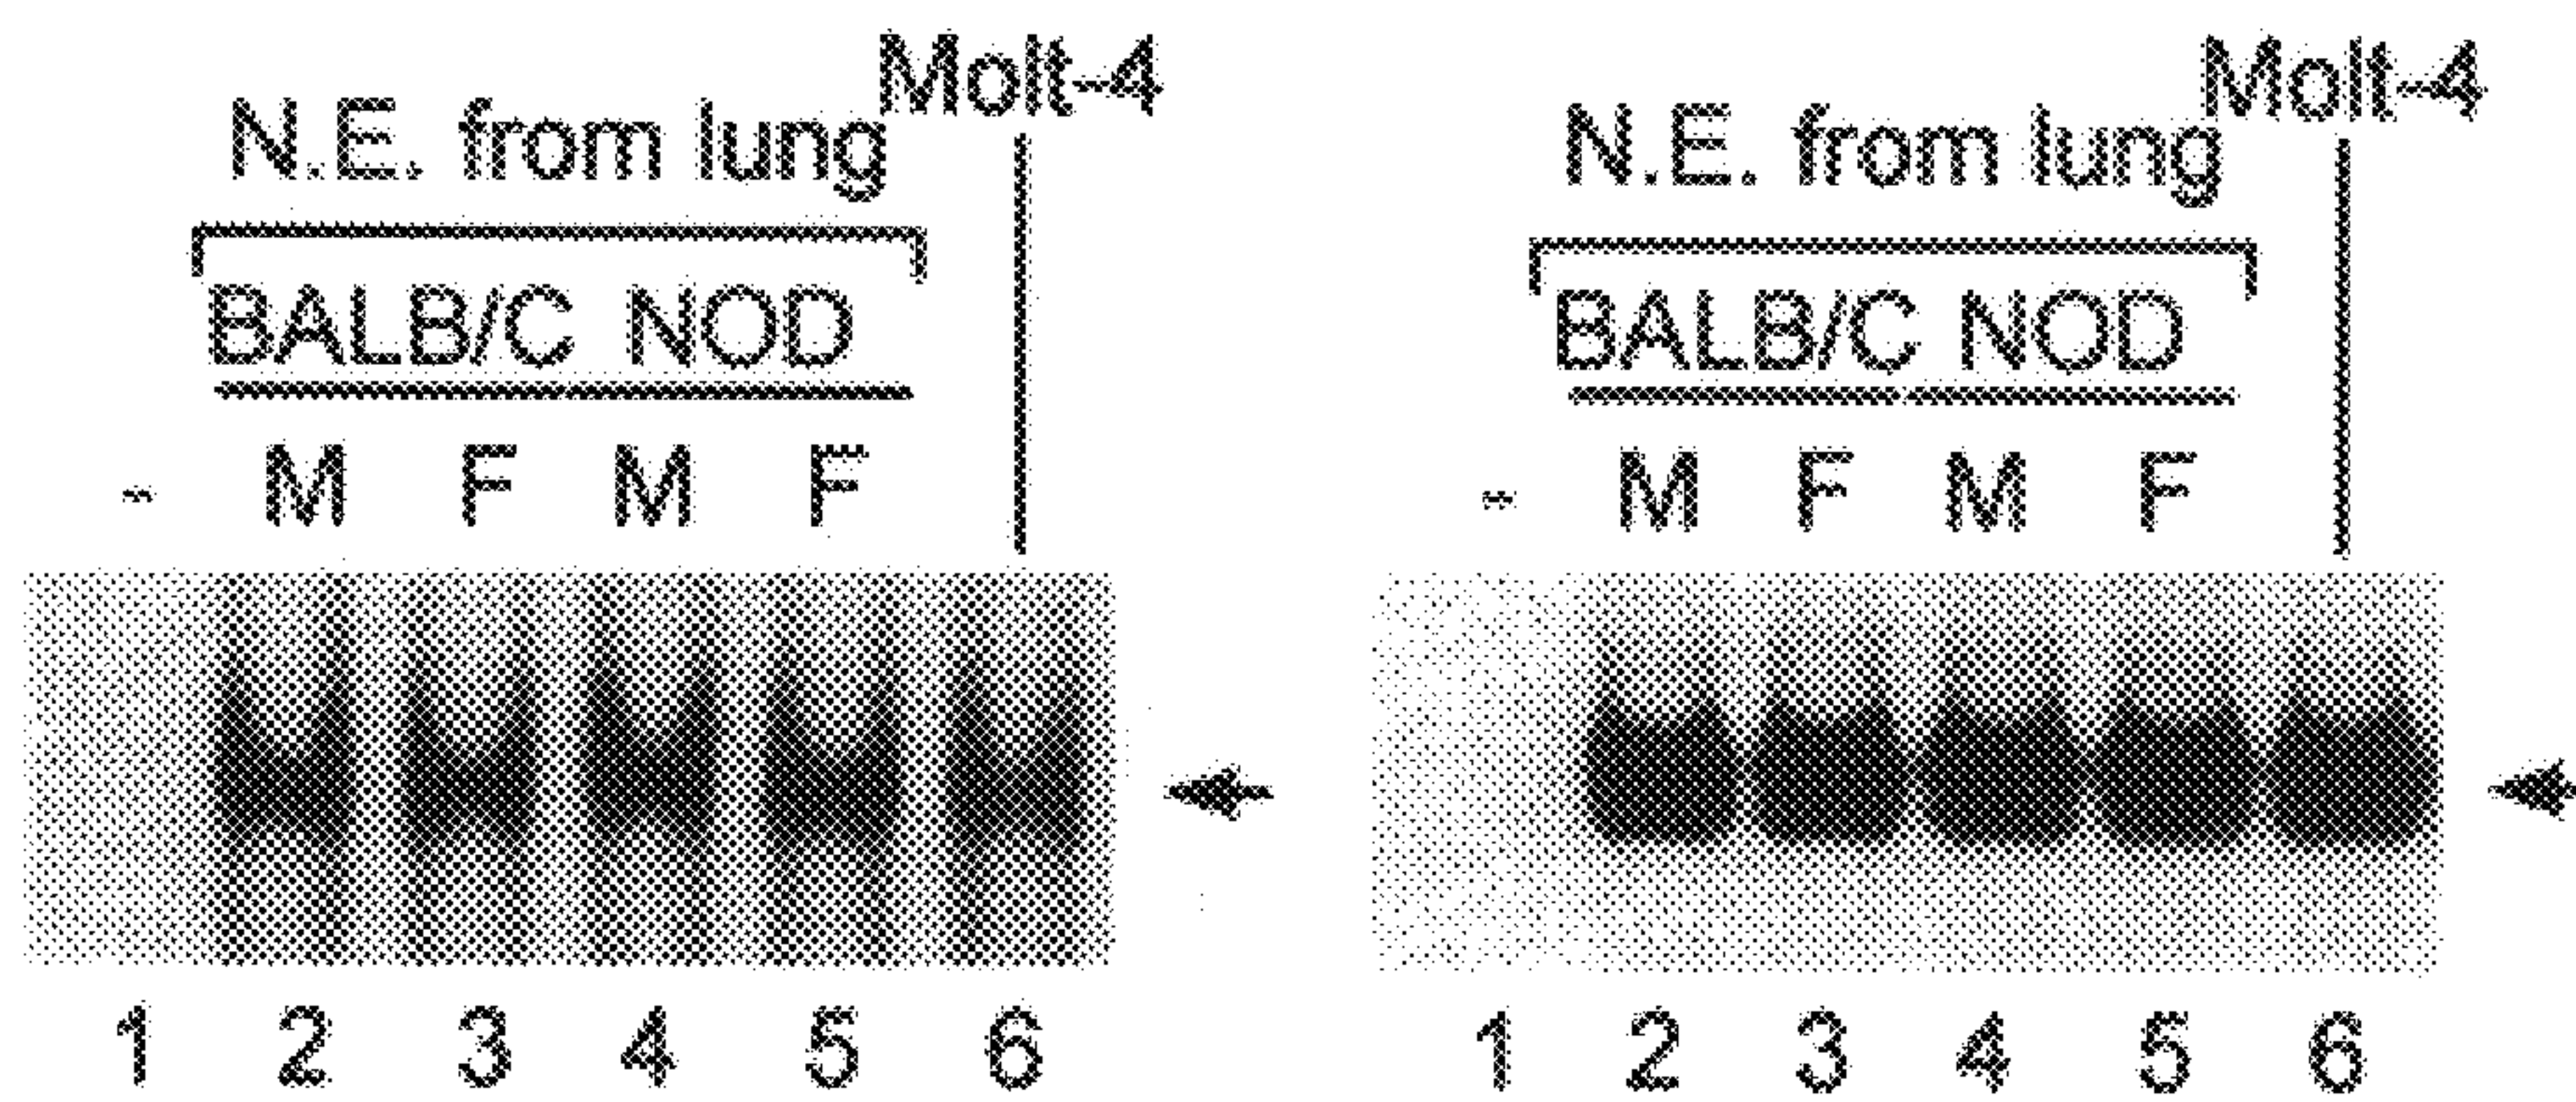 Molt-4
N.E. from lung
BALB/C NOD
- M F M F
1 2 3 4 5 6
Molt-4
N.E. from lung
BALB/C NOD
- M F M F
1 2 3 4 5 6